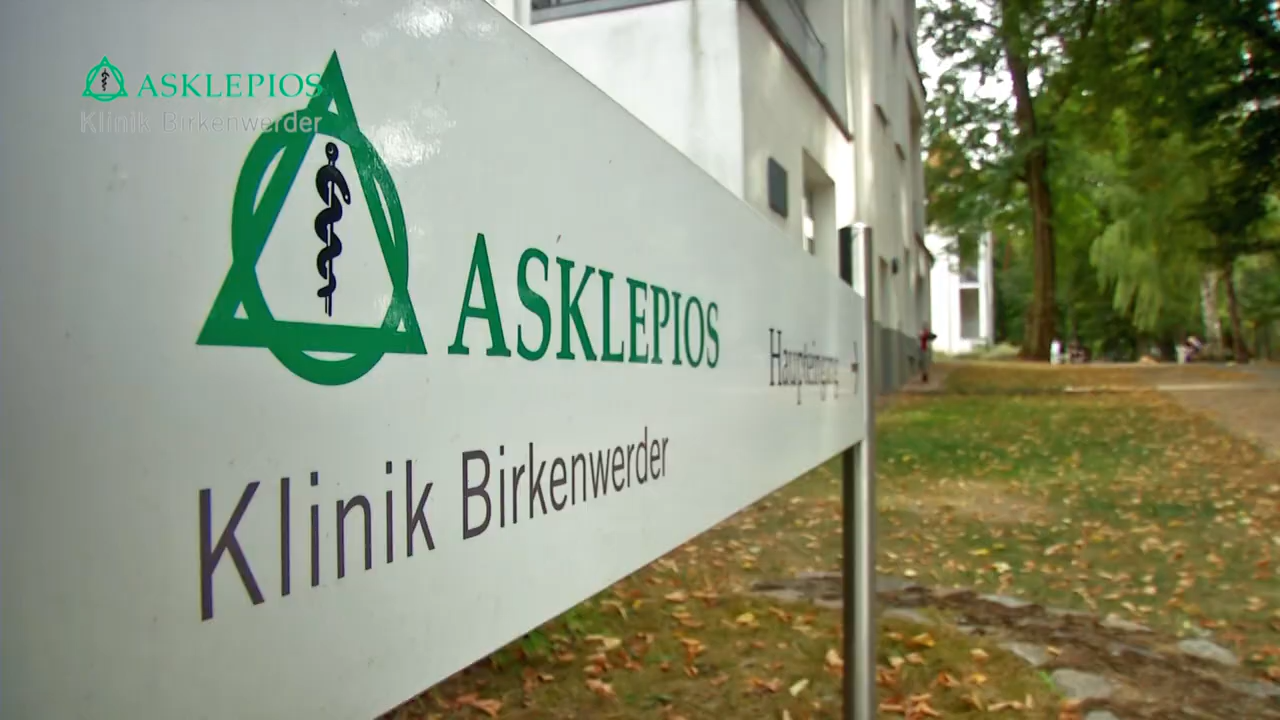 ASKLEPIOS
Klinik Birkenwerder
ASKLEPIOS
Klinik Birkenwerder
Haupteingang →